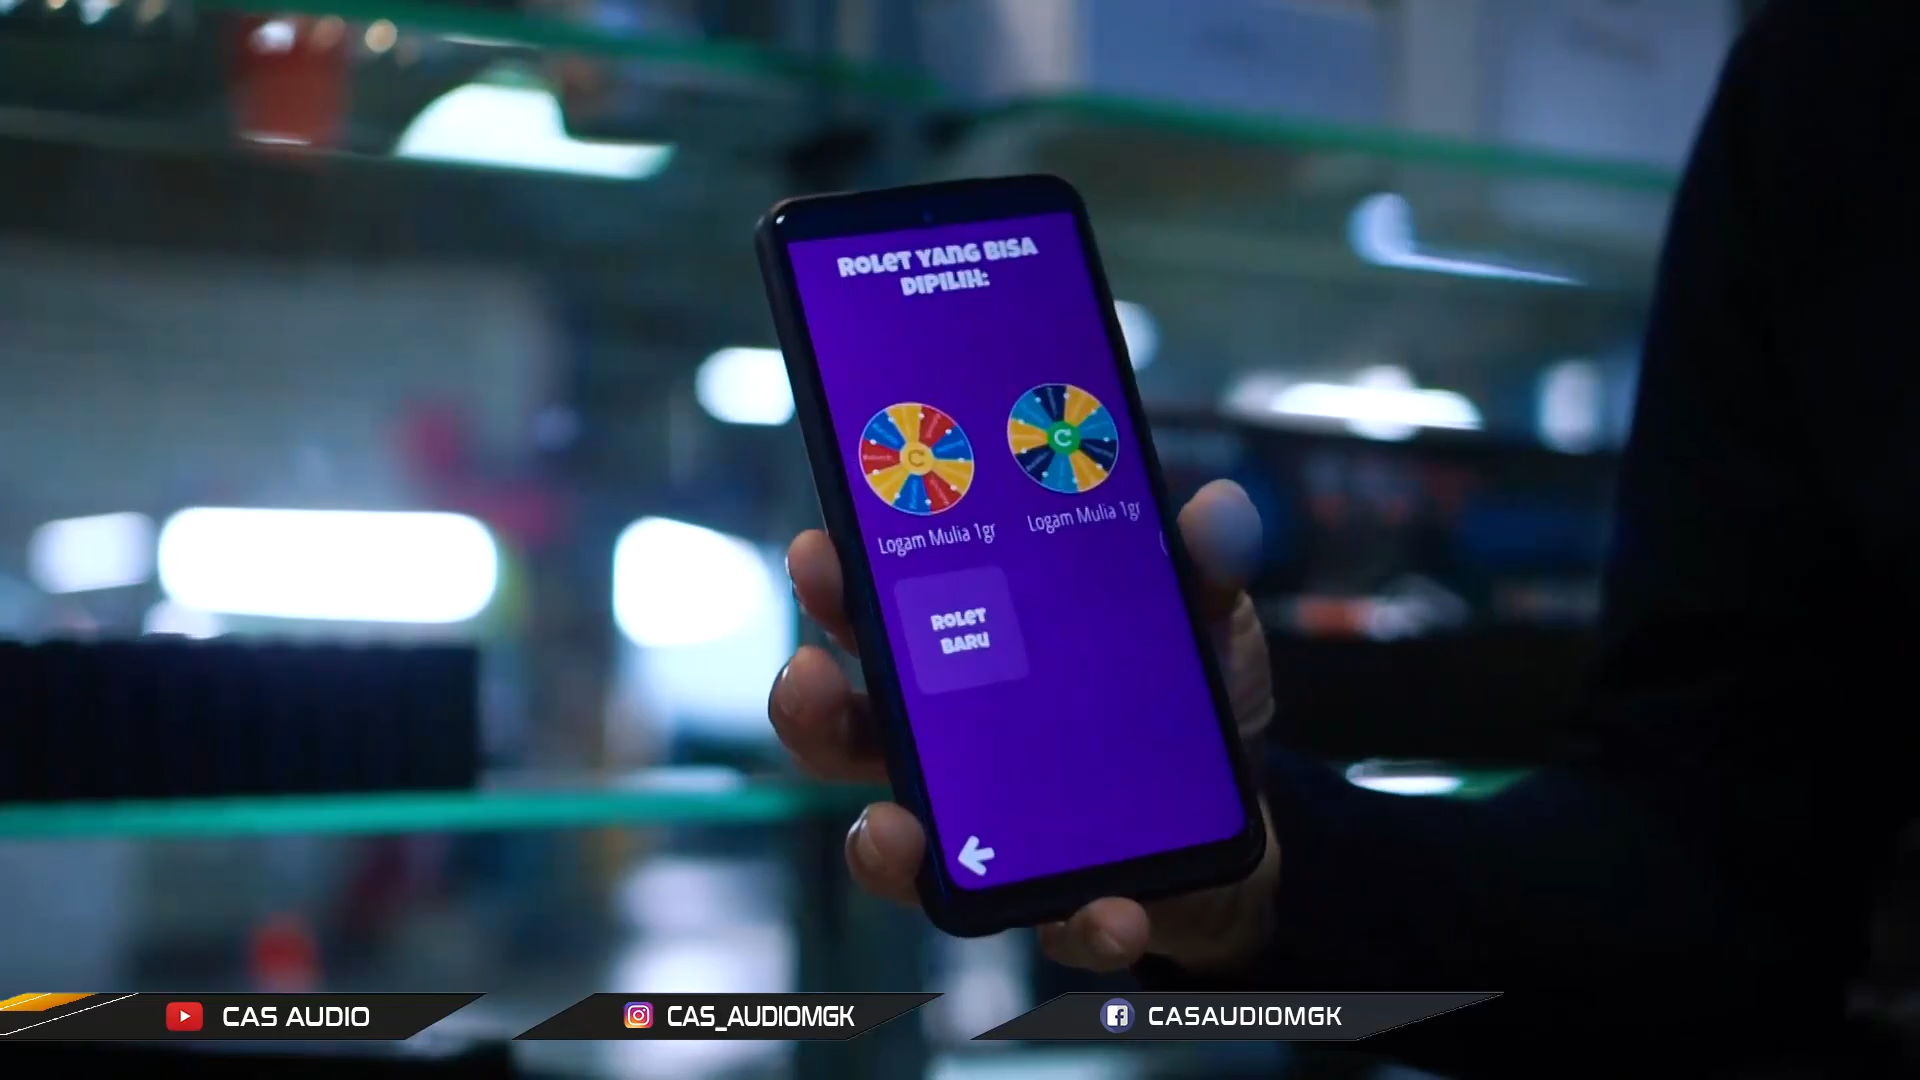 ROLET YANG BISA
DIPILIH:
Logam Mulia 1gr
Logam Mulia 1gr
ROLET
BARU
CAS AUDIO
CAS_AUDIOMGK
CASAUDIOMGK